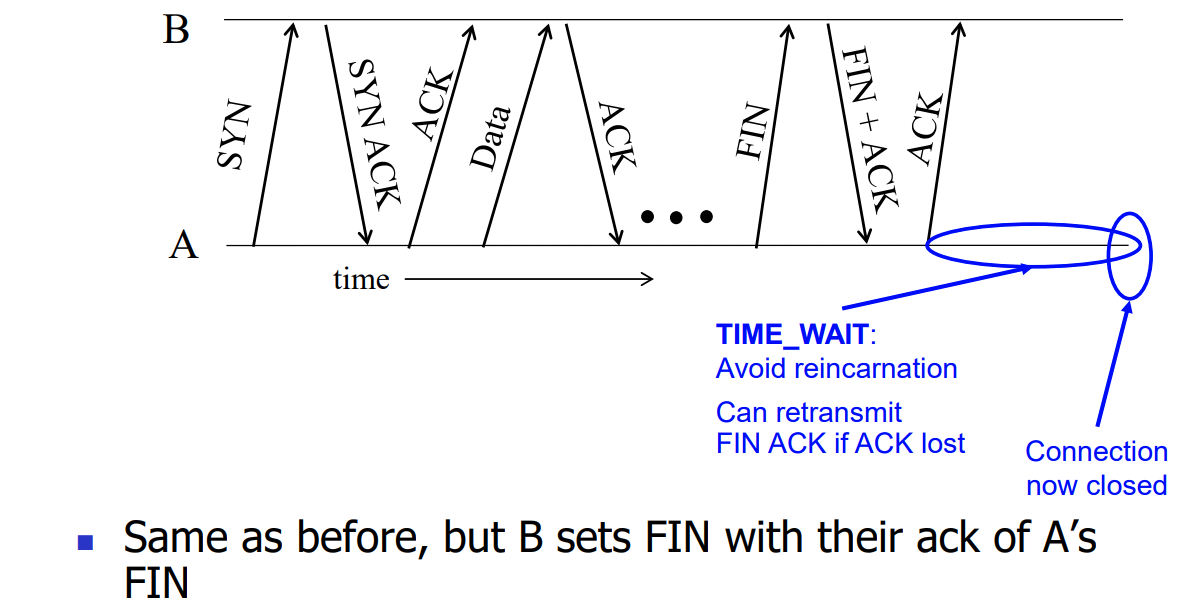 B
SYN
SYN ACK
ACK
Data
ACK
FIN
FIN + ACK
ACK
A
time
TIME_WAIT:
Avoid reincarnation
Can retransmit
FIN ACK if ACK lost
Connection
now closed
Same as before, but B sets FIN with their ack of A’s
FIN